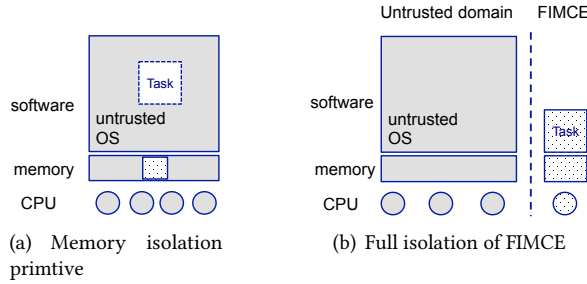 Untrusted domain FIMCE
Task
software
untrusted
OS
memory
CPU
software
untrusted
OS
Task
memory
CPU
(a) Memory isolation
primtive
(b) Full isolation of FIMCE